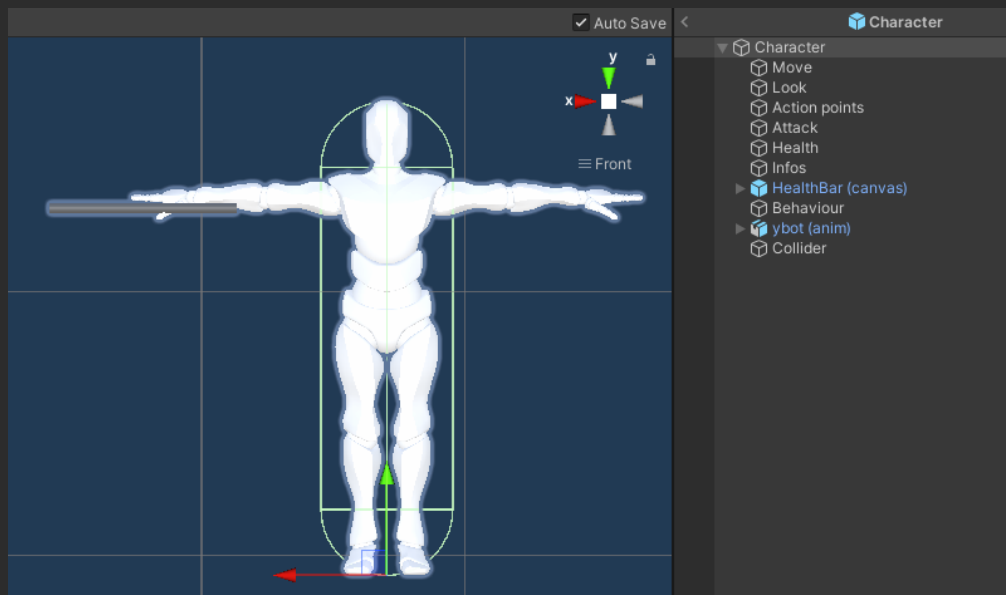 Auto Save
Character
Character
Move
Look
Action points
Attack
Health
Infos
HealthBar (canvas)
Behaviour
ybot (anim)
Collider
y
x
Front